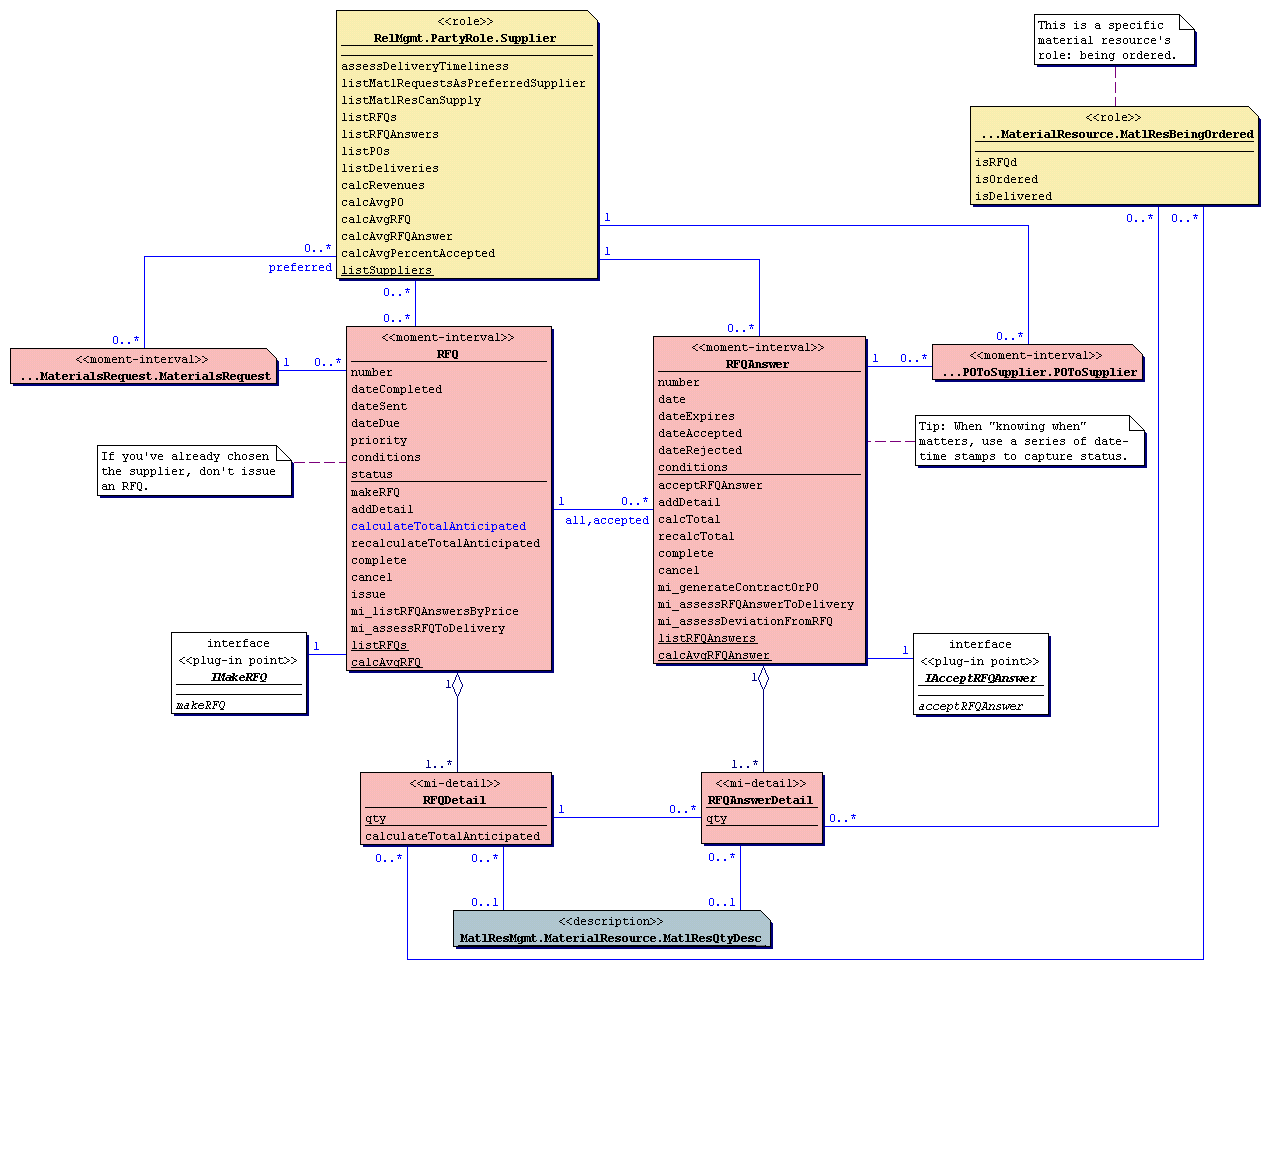 <<role>>
RelMgmt.PartyRole.Supplier
assessDeliveryTimeliness
listMatlRequestsAsPreferredSupplier
listMatlResCanSupply
listRFQs
listRFQAnswers
listPOs
listDeliveries
calcRevenues
calcAvgPO
calcAvgRFQ
calcAvgRFQAnswer
calcAvgPercentAccepted
listSuppliers
This is a specific
material resource's
role: being ordered.
<<role>>
...MaterialResource.MatlResBeingOrdered
isRFQd
isOrdered
isDelivered
0..*
0..*
1
1
0..*
preferred
0..*
0..*
0..*
0..*
0..*
<<moment-interval>>
...MaterialsRequest.MaterialsRequest
1
0..*
<<moment-interval>>
RFQ
number
dateCompleted
dateSent
dateDue
priority
conditions
status
makeRFQ
addDetail
calculateTotalAnticipated
recalculateTotalAnticipated
complete
cancel
issue
mi_listRFQAnswersByPrice
mi_assessRFQToDelivery
listRFQs
calcAvgRFQ
<<moment-interval>>
RFQAnswer
number
date
dateExpires
dateAccepted
dateRejected
conditions
acceptRFQAnswer
addDetail
calcTotal
recalcTotal
complete
cancel
mi_generateContractOrPO
mi_assessRFQAnswerToDelivery
mi_assessDeviationFromRFQ
listRFQAnswers
calcAvgRFQAnswer
1
0..*
<<moment-interval>>
...POToSupplier.POToSupplier
If you've already chosen
the supplier, don't issue
an RFQ.
Tip: When "knowing when"
matters, use a series of date-
time stamps to capture status.
1
0..*
all,accepted
interface
<<plug-in point>>
IMakeRFQ
makeRFQ
1
1
interface
<<plug-in point>>
IAcceptRFQAnswer
acceptRFQAnswer
1
1
1..*
1..*
<<mi-detail>>
RFQDetail
qty
calculateTotalAnticipated
1
0..*
<<mi-detail>>
RFQAnswerDetail
qty
0..*
0..*
0..*
0..*
0..1
0..1
<<description>>
MatlResMgmt.MaterialResource.MatlResQtyDesc